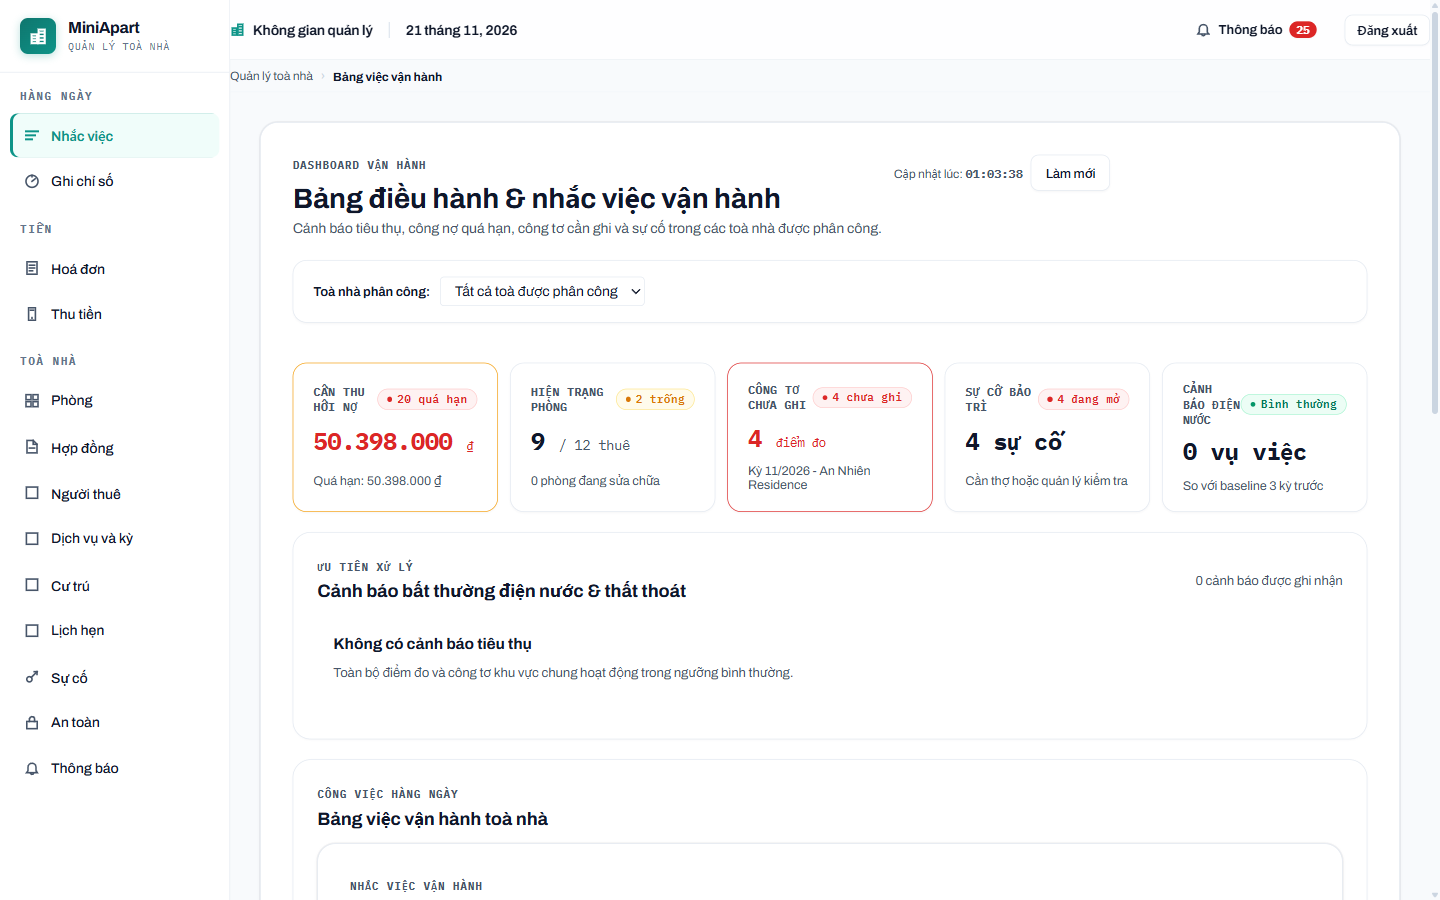 MiniApart
QUẢN LÝ TOÀ NHÀ
Không gian quản lý
21 tháng 11, 2026
Thông báo 25
Đăng xuất
Quản lý toà nhà › Bảng việc vận hành
HÀNG NGÀY
Nhắc việc
Ghi chỉ số
TIỀN
Hoá đơn
Thu tiền
TOÀ NHÀ
Phòng
Hợp đồng
Người thuê
Dịch vụ và kỳ
Cư trú
Lịch hẹn
Sự cố
An toàn
Thông báo
DASHBOARD VẬN HÀNH
Bảng điều hành & nhắc việc vận hành
Cảnh báo tiêu thụ, công nợ quá hạn, công tơ cần ghi và sự cố trong các toà nhà được phân công.
Cập nhật lúc: 01:03:38
Làm mới
Toà nhà phân công:
Tất cả toà được phân công
CẦN THU
HỒI NỢ
20 quá hạn
50.398.000 đ
Quá hạn: 50.398.000 ₫
HIỆN TRẠNG
PHÒNG
2 trống
9 / 12 thuê
0 phòng đang sửa chữa
CÔNG TƠ
CHƯA GHI
4 chưa ghi
4 điểm đo
Kỳ 11/2026 - An Nhiên
Residence
SỰ CỐ BẢO
TRÌ
4 đang mở
4 sự cố
Cần thợ hoặc quản lý kiểm tra
CẢNH
BÁO ĐIỆN
NƯỚC
Bình thường
0 vụ việc
So với baseline 3 kỳ trước
ƯU TIÊN XỬ LÝ
Cảnh báo bất thường điện nước & thất thoát
0 cảnh báo được ghi nhận
Không có cảnh báo tiêu thụ
Toàn bộ điểm đo và công tơ khu vực chung hoạt động trong ngưỡng bình thường.
CÔNG VIỆC HÀNG NGÀY
Bảng việc vận hành toà nhà
NHẮC VIỆC VẬN HÀNH